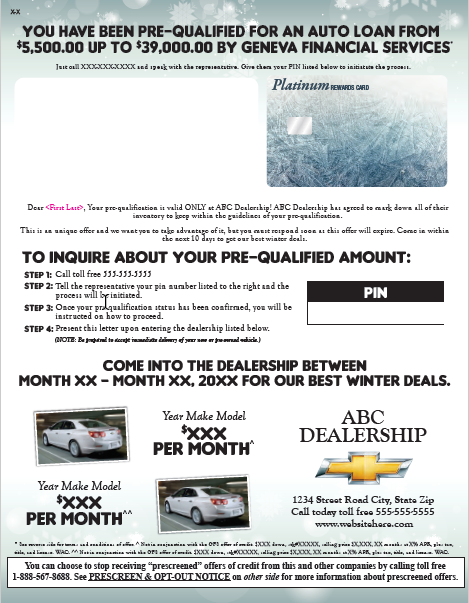 X-X
YOU HAVE BEEN PRE-QUALIFIED FOR AN AUTO LOAN FROM
$5,500.00 UP TO $39,000.00 BY GENEVA FINANCIAL SERVICES*
Just call XXX-XXX-XXXX and speak with the representative. Give them your PIN listed below to initiate the process.
Platinum REWARDS CARD
Dear <First Last>, Your pre-qualification is valid ONLY at ABC Dealership! ABC Dealership has agreed to mark down all of their
inventory to keep within the guidelines of your pre-qualification.
This is an unique offer and we want you to take advantage of it, but you must respond soon as this offer will expire. Come in within
the next 10 days to get our best winter deals.
TO INQUIRE ABOUT YOUR PRE-QUALIFIED AMOUNT:
STEP 1: Call toll free 555-555-5555
STEP 2: Tell the representative your pin number listed to the right and the
process will be initiated.
STEP 3: Once your pre-qualification status has been confirmed, you will be
instructed on how to proceed.
STEP 4: Present this letter upon entering the dealership listed below.
(NOTE: Be prepared to accept immediate delivery of your new or pre-owned vehicle.)
PIN
COME INTO THE DEALERSHIP BETWEEN
MONTH XX – MONTH XX, 20XX FOR OUR BEST WINTER DEALS.
Year Make Model
$XXX
PER MONTH^
Year Make Model
$XXX
PER MONTH^^
ABC
DEALERSHIP
1234 Street Road City, State Zip
Call today toll free 555-555-5555
www.websitehere.com
* See reverse side for terms and conditions of offer. ^ Not in conjunction with the GFS offer of credit. $XXX down, stk#XXXXX, selling price $X,XXX, XX months at X% APR, plus tax,
title, and license. WAC. ^^ Not in conjunction with the GFS offer of credit. $XXX down, stk#XXXXX, selling price $X,XXX, XX months at X% APR, plus tax, title, and license. WAC.
You can choose to stop receiving “prescreened” offers of credit from this and other companies by calling toll free
1-888-567-8688. See PRESCREEN & OPT-OUT NOTICE on other side for more information about prescreened offers.